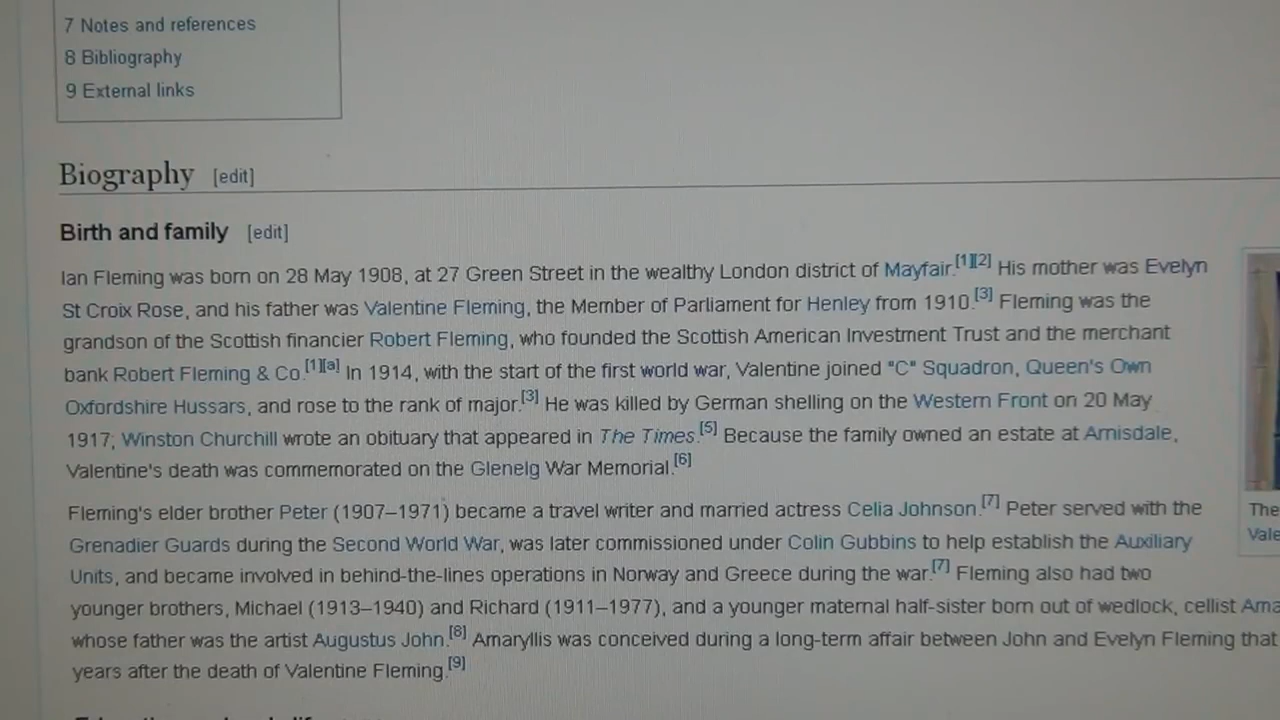 7 Notes and references
8 Bibliography
9 External links
Biography [edit]
Birth and family [edit]
Ian Fleming was born on 28 May 1908, at 27 Green Street in the wealthy London district of Mayfair.[1][2] His mother was Evelyn
St Croix Rose, and his father was Valentine Fleming, the Member of Parliament for Henley from 1910.[3] Fleming was the
grandson of the Scottish financier Robert Fleming, who founded the Scottish American Investment Trust and the merchant
bank Robert Fleming & Co.[1][a] In 1914, with the start of the first world war, Valentine joined "C" Squadron, Queen's Own
Oxfordshire Hussars, and rose to the rank of major.[3] He was killed by German shelling on the Western Front on 20 May
1917; Winston Churchill wrote an obituary that appeared in The Times.[5] Because the family owned an estate at Arnisdale,
Valentine's death was commemorated on the Glenelg War Memorial.[6]
Fleming's elder brother Peter (1907–1971) became a travel writer and married actress Celia Johnson.[7] Peter served with the
Grenadier Guards during the Second World War, was later commissioned under Colin Gubbins to help establish the Auxiliary
Units, and became involved in behind-the-lines operations in Norway and Greece during the war.[7] Fleming also had two
younger brothers, Michael (1913–1940) and Richard (1911–1977), and a younger maternal half-sister born out of wedlock, cellist Ama
whose father was the artist Augustus John.[8] Amaryllis was conceived during a long-term affair between John and Evelyn Fleming that
years after the death of Valentine Fleming.[9]
The
Vale